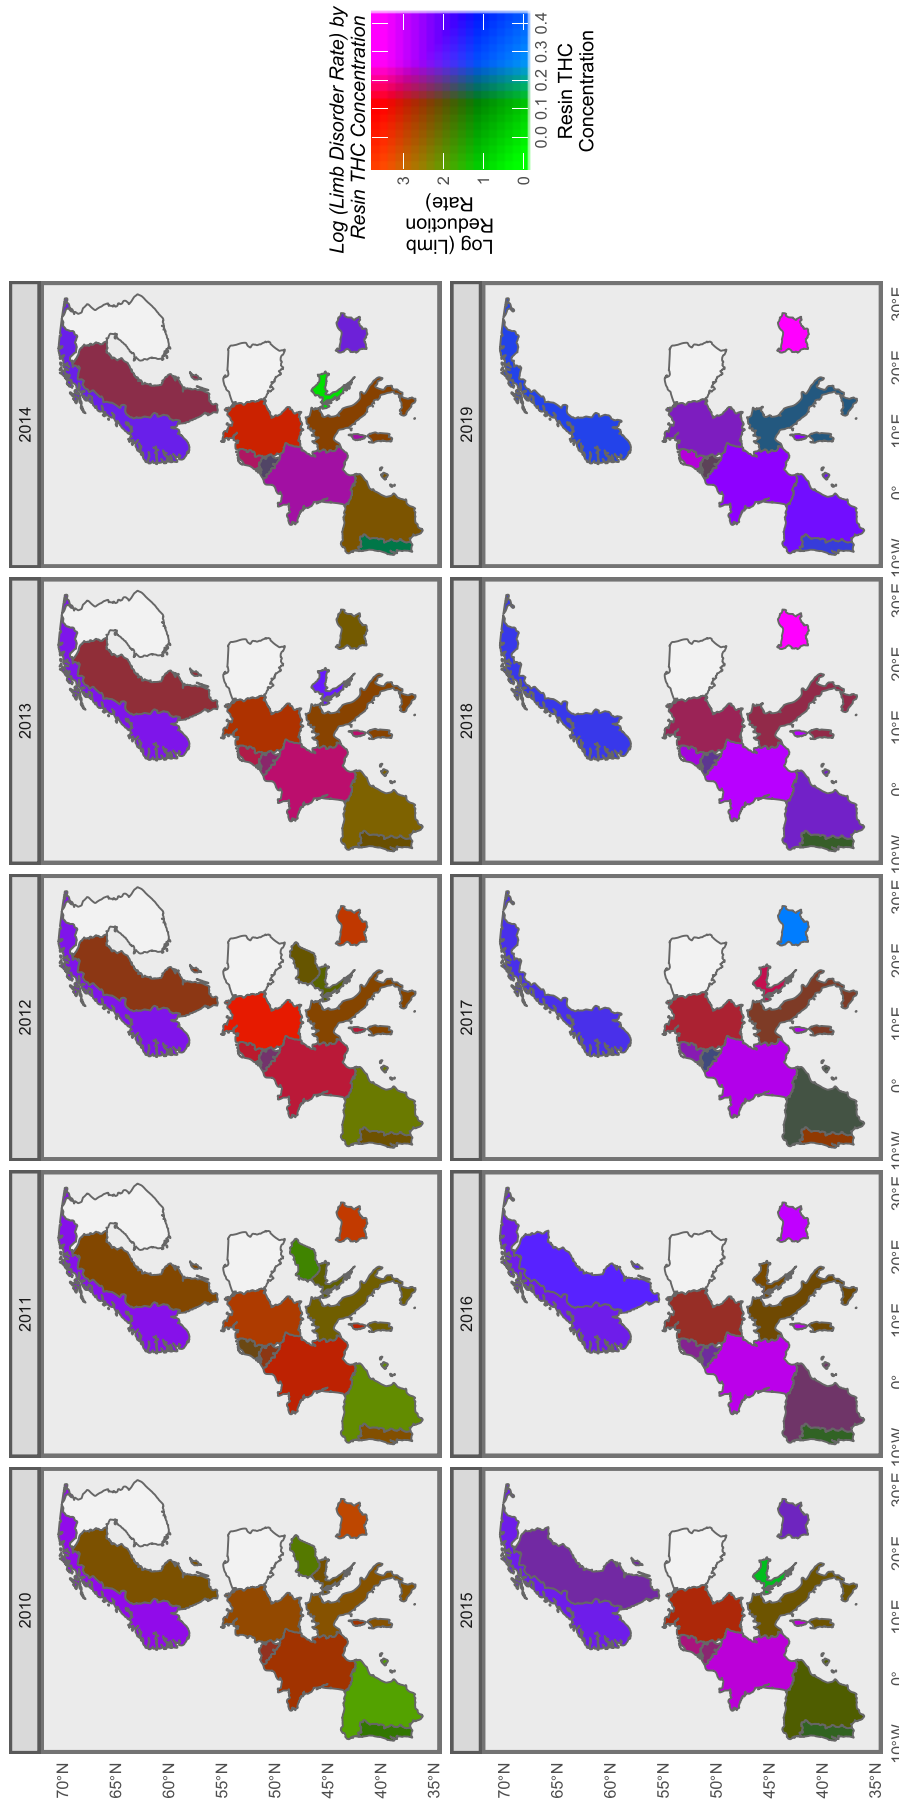 Log (Limb Disorder Rate) by
Resin THC Concentration
Log (Limb
Reduction
Rate)
3
2
1
0
0.0 0.1 0.2 0.3 0.4
Resin THC
Concentration
2010
2011
2012
2013
2014
70°N
65°N
60°N
55°N
50°N
45°N
40°N
35°N
2015
2016
2017
2018
2019
70°N
65°N
60°N
55°N
50°N
45°N
40°N
35°N
10°W 0° 10°E 20°E 30°E
10°W 0° 10°E 20°E 30°E
10°W 0° 10°E 20°E 30°E
10°W 0° 10°E 20°E 30°E
10°W 0° 10°E 20°E 30°E